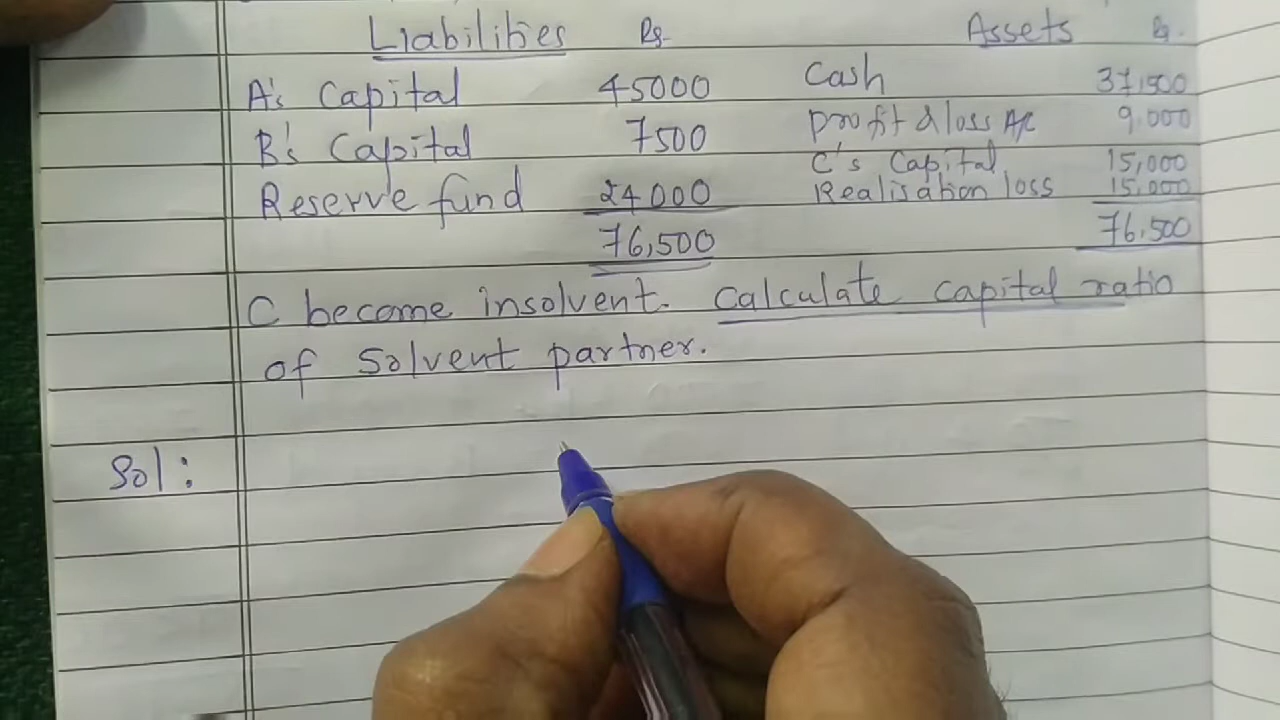 Liabilities Rs. Assets Rs.
A's Capital 45000 Cash 37,500
B's Capital 7500 profit & loss A/c 9.000
C's Capital 15,000
Reserve fund 24000 Realisation loss 15,000
76,500 76,500
C become insolvent. Calculate capital ratio
of solvent partner.
Sol: